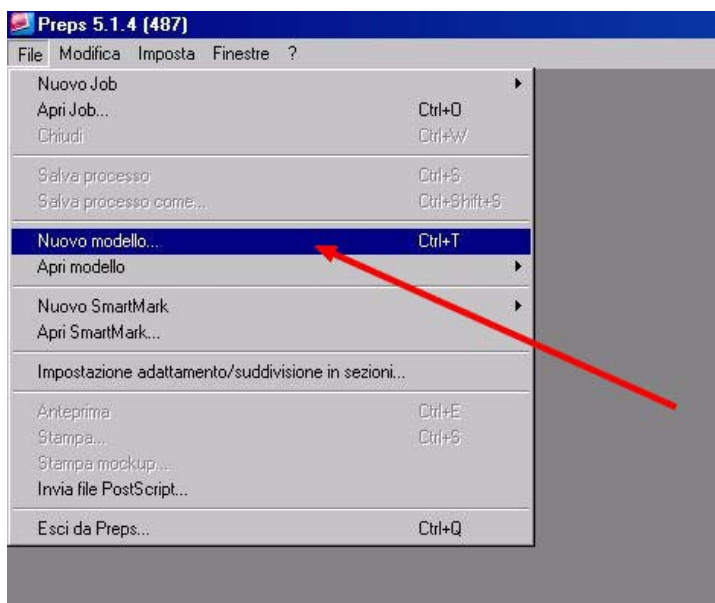 Preps 5.1.4 (487)
File Modifica Imposta Finestre ?
Nuovo Job
Apri Job... Ctrl+O
Chiudi Ctrl+W
Salva processo Ctrl+S
Salva processo come... Ctrl+Shift+S
Nuovo modello... Ctrl+T
Apri modello
Nuovo SmartMark
Apri SmartMark...
Impostazione adattamento/suddivisione in sezioni...
Anteprima Ctrl+E
Stampa... Ctrl+S
Stampa mockup...
Invia file PostScript...
Esci da Preps... Ctrl+Q